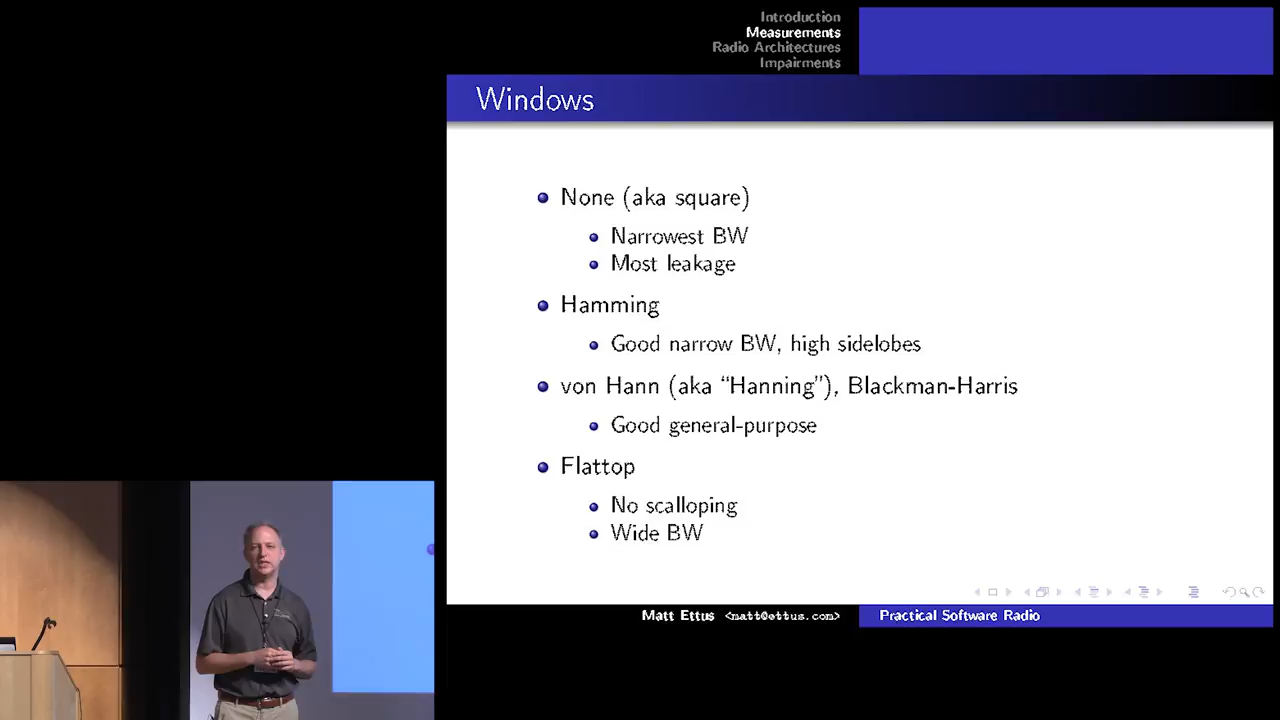 Introduction
Measurements
Radio Architectures
Impairments
Windows
None (aka square)
Narrowest BW
Most leakage
Hamming
Good narrow BW, high sidelobes
von Hann (aka “Hanning”), Blackman-Harris
Good general-purpose
Flattop
No scalloping
Wide BW
Matt Ettus <matt@ettus.com>
Practical Software Radio